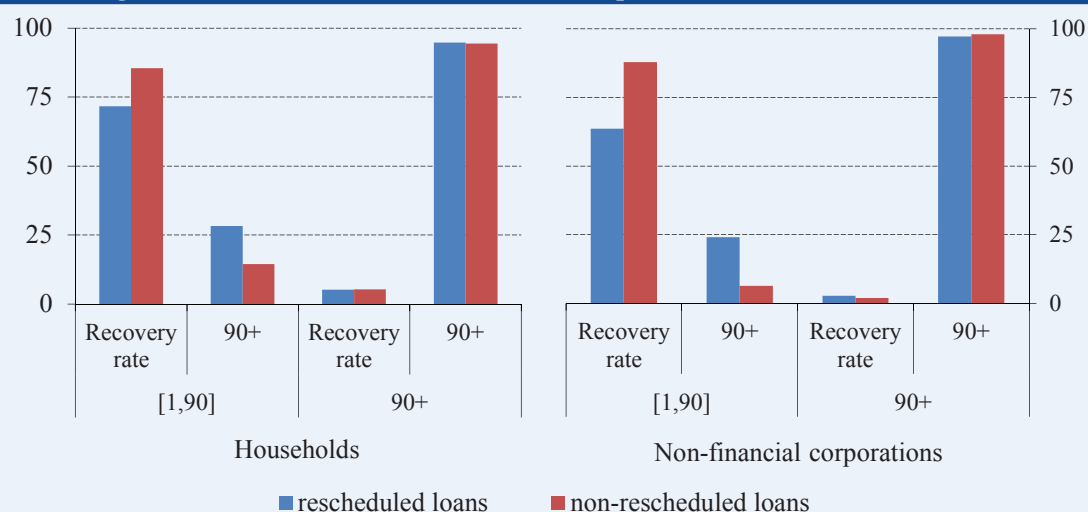 100
75
50
25
0
100
75
50
25
0
Recovery
rate
90+
Recovery
rate
90+
Recovery
rate
90+
Recovery
rate
90+
[1,90]
90+
[1,90]
90+
Households
Non-financial corporations
rescheduled loans
non-rescheduled loans